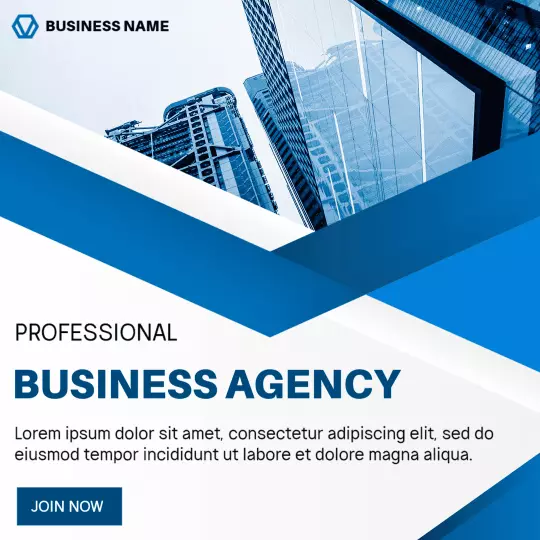 BUSINESS NAME
PROFESSIONAL
BUSINESS AGENCY
Lorem ipsum dolor sit amet, consectetur adipiscing elit, sed do
eiusmod tempor incididunt ut labore et dolore magna aliqua.
JOIN NOW